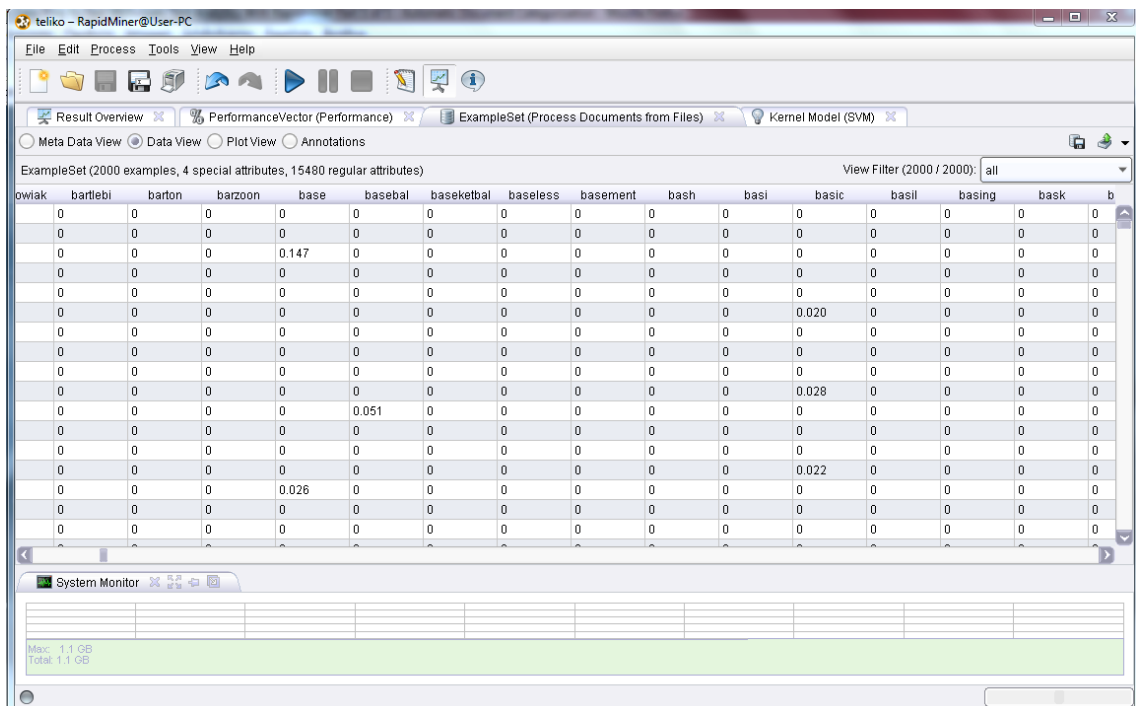 teliko – RapidMiner@User-PC
File Edit Process Tools View Help
Result Overview % PerformanceVector (Performance) ExampleSet (Process Documents from Files) Kernel Model (SVM)
Meta Data View Data View Plot View Annotations
ExampleSet (2000 examples, 4 special attributes, 15480 regular attributes) View Filter (2000 / 2000): all
owiak bartlebi barton barzoon base basebal baseketbal baseless basement bash basi basic basil basing bask b
0 0 0 0 0 0 0 0 0 0 0 0 0 0 0
0 0 0 0 0 0 0 0 0 0 0 0 0 0 0
0 0 0 0.147 0 0 0 0 0 0 0 0 0 0 0
0 0 0 0 0 0 0 0 0 0 0 0 0 0 0
0 0 0 0 0 0 0 0 0 0 0 0 0 0 0
0 0 0 0 0 0 0 0 0 0 0.020 0 0 0 0
0 0 0 0 0 0 0 0 0 0 0 0 0 0 0
0 0 0 0 0 0 0 0 0 0 0 0 0 0 0
0 0 0 0 0 0 0 0 0 0 0 0 0 0 0
0 0 0 0 0 0 0 0 0 0 0.028 0 0 0 0
0 0 0 0 0.051 0 0 0 0 0 0 0 0 0 0
0 0 0 0 0 0 0 0 0 0 0 0 0 0 0
0 0 0 0 0 0 0 0 0 0 0 0 0 0 0
0 0 0 0 0 0 0 0 0 0 0.022 0 0 0 0
0 0 0 0.026 0 0 0 0 0 0 0 0 0 0 0
0 0 0 0 0 0 0 0 0 0 0 0 0 0 0
0 0 0 0 0 0 0 0 0 0 0 0 0 0 0
System Monitor
Max: 1.1 GB
Total: 1.1 GB